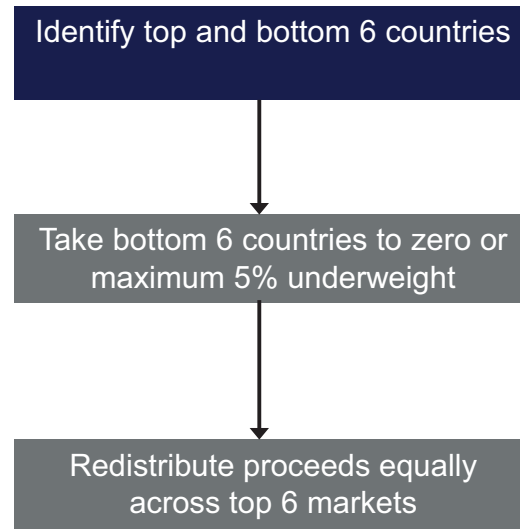 Identify top and bottom 6 countries
Take bottom 6 countries to zero or
maximum 5% underweight
Redistribute proceeds equally
across top 6 markets